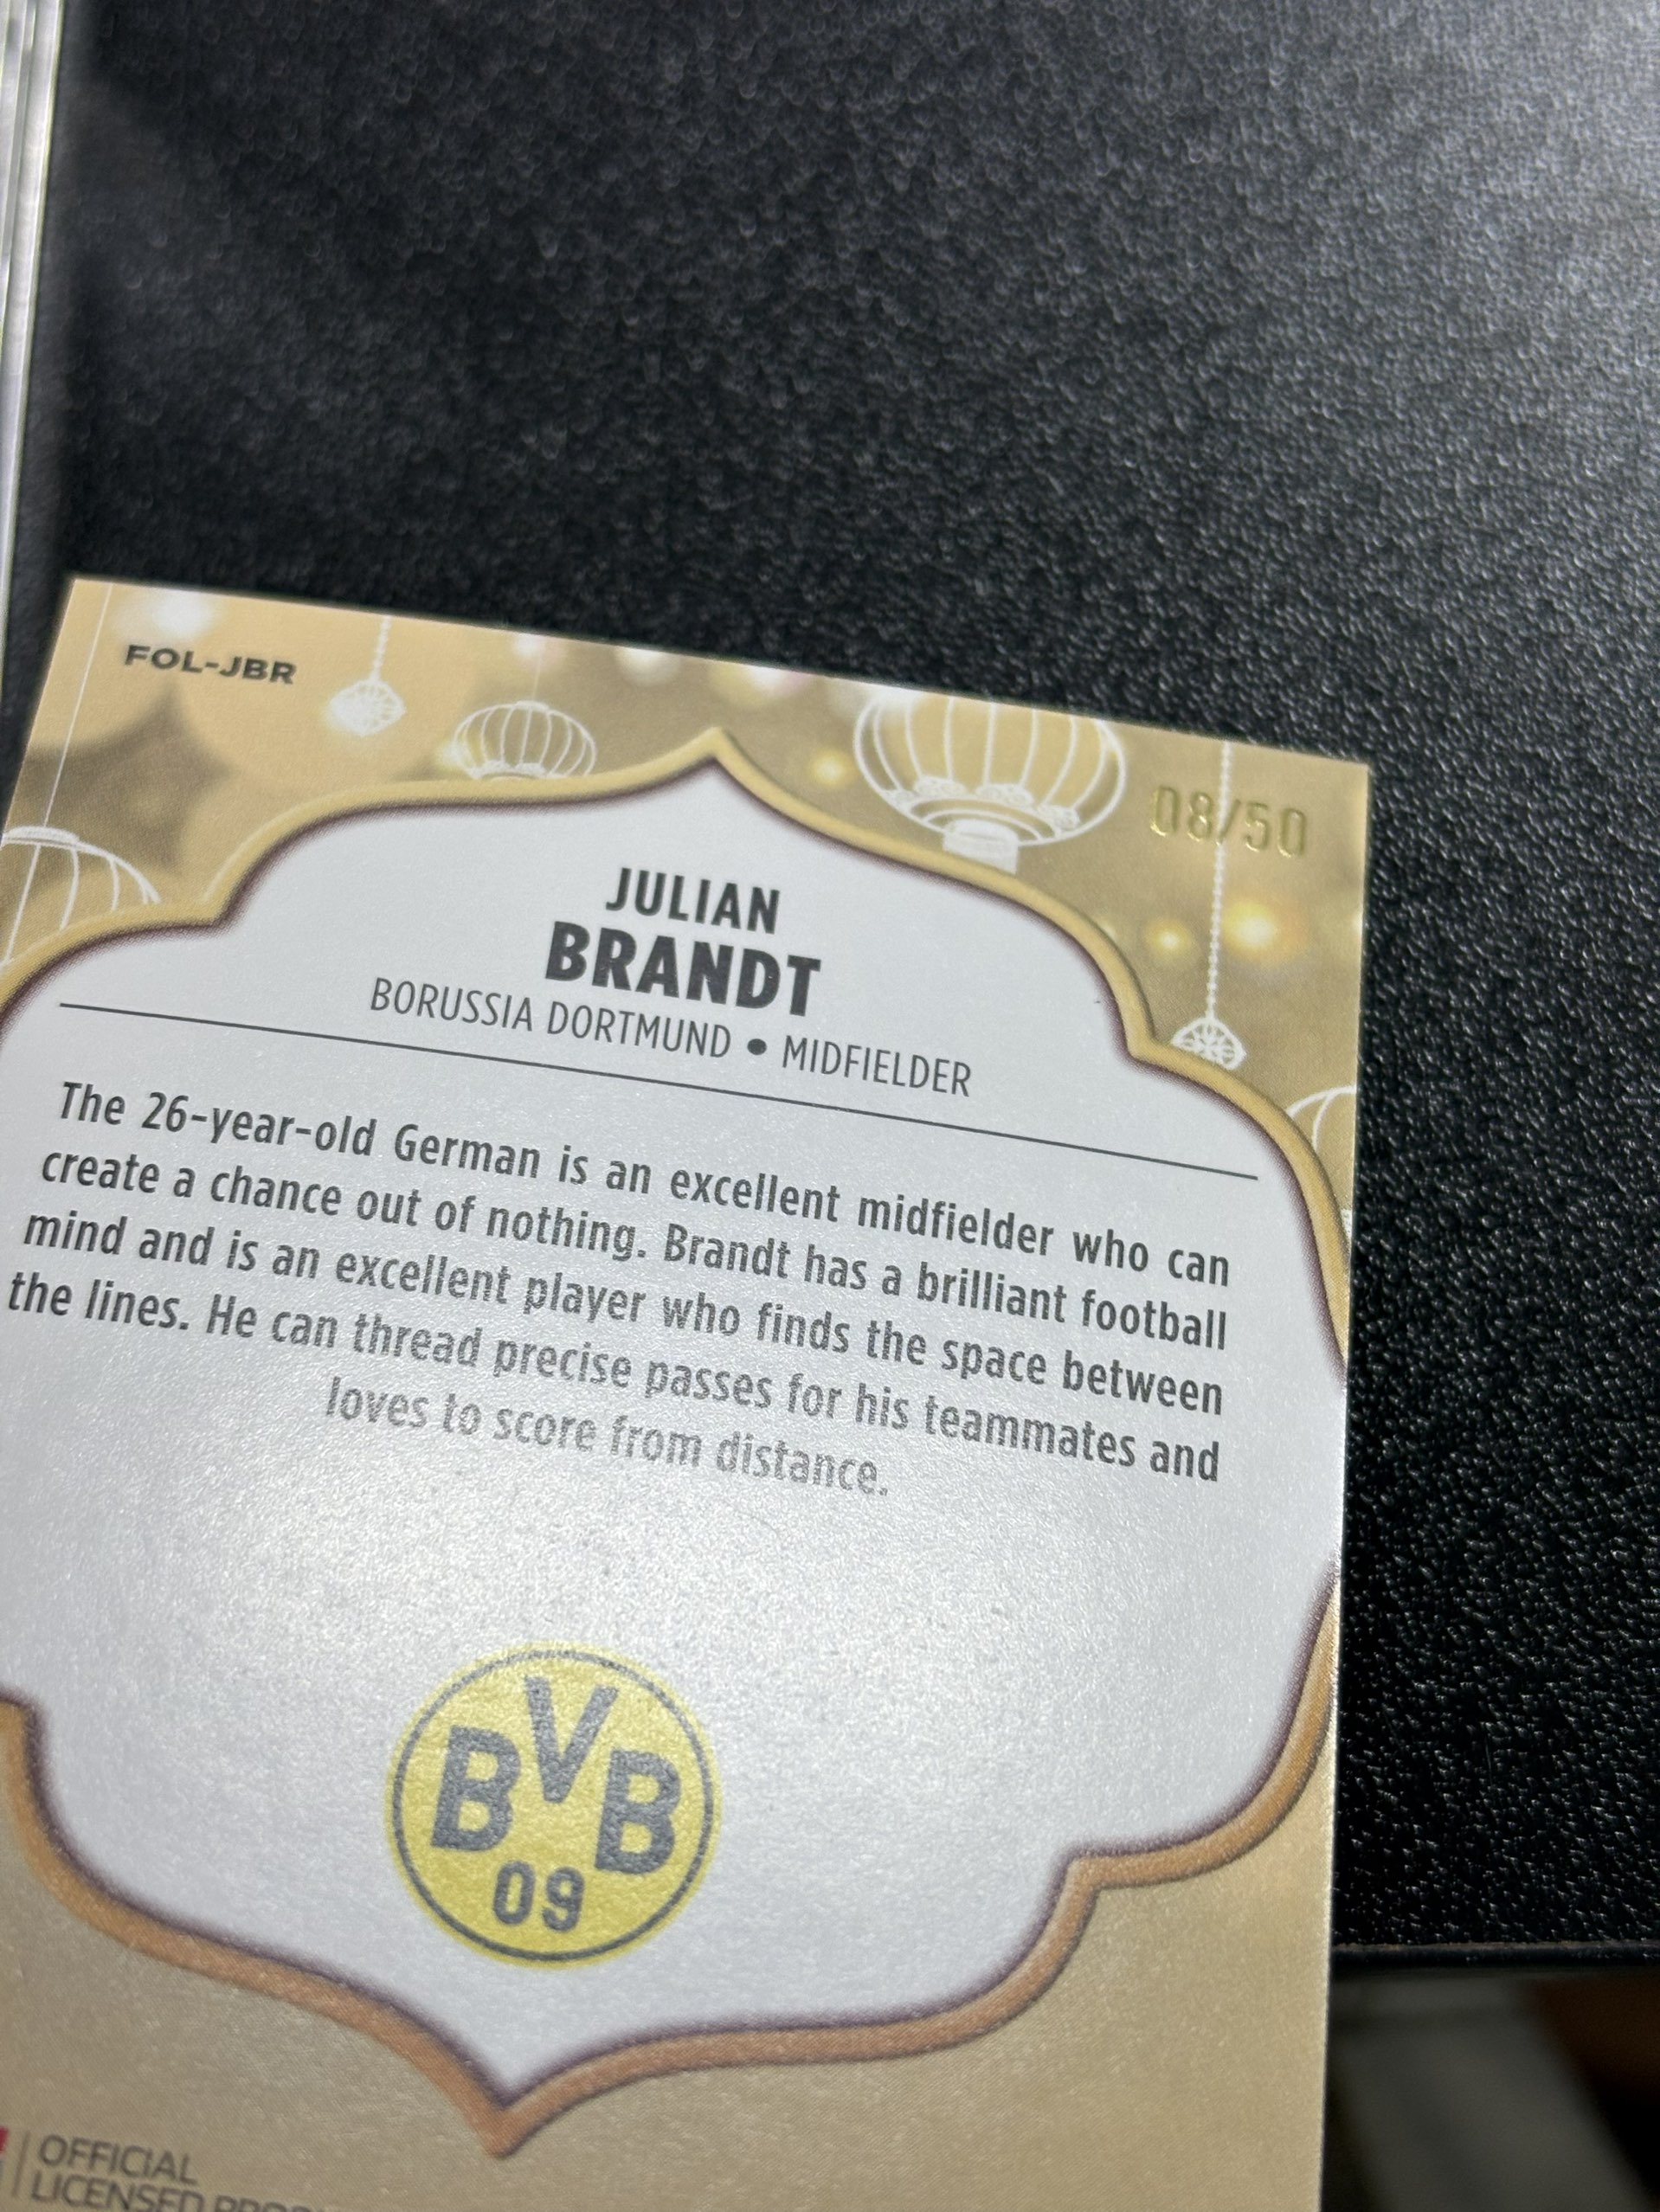 FOL-JBR
08/50
JULIAN
BRANDT
BORUSSIA DORTMUND • MIDFIELDER
The 26-year-old German is an excellent midfielder who can
create a chance out of nothing. Brandt has a brilliant football
mind and is an excellent player who finds the space between
the lines. He can thread precise passes for his teammates and
loves to score from distance.
BVB
09
OFFICIAL
LICENSED